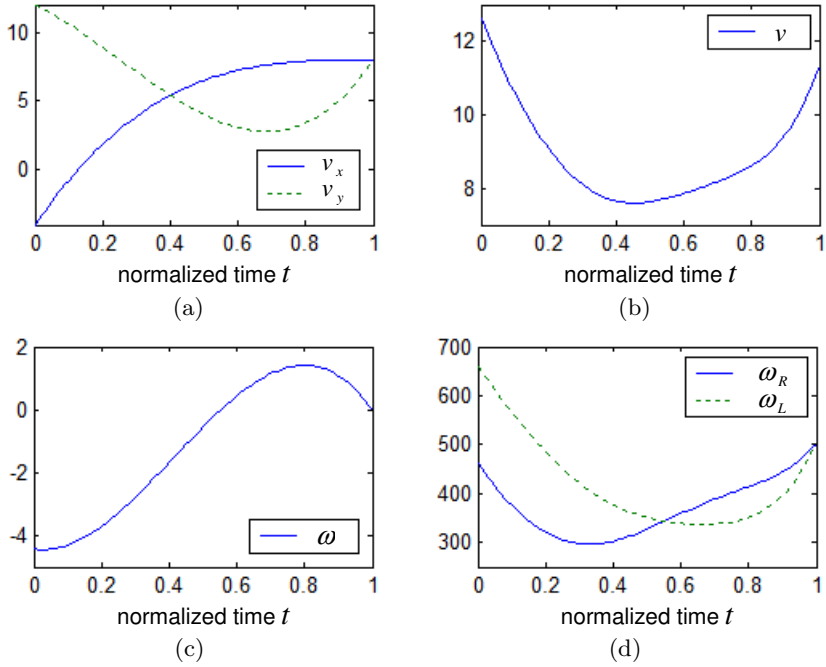 10
5
0
v_x
v_y
0 0.2 0.4 0.6 0.8 1
normalized time t
(a)
12
10
8
v
0 0.2 0.4 0.6 0.8 1
normalized time t
(b)
2
0
-2
-4
ω
0 0.2 0.4 0.6 0.8 1
normalized time t
(c)
700
600
500
400
300
ω_R
ω_L
0 0.2 0.4 0.6 0.8 1
normalized time t
(d)